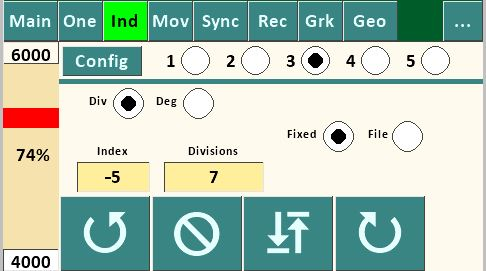 Main One Ind Mov Sync Rec Grk Geo ...
6000 Config 1 2 3 4 5
Div Deg
Fixed File
74%
Index Divisions
-5 7
4000